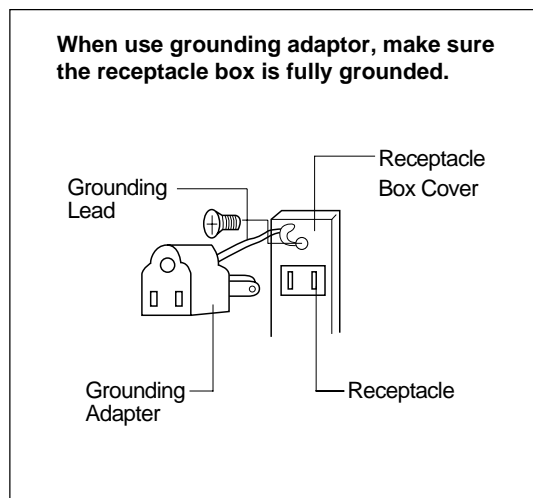 When use grounding adaptor, make sure
the receptacle box is fully grounded.
Receptacle
Box Cover
Grounding
Lead
Grounding
Adapter
Receptacle